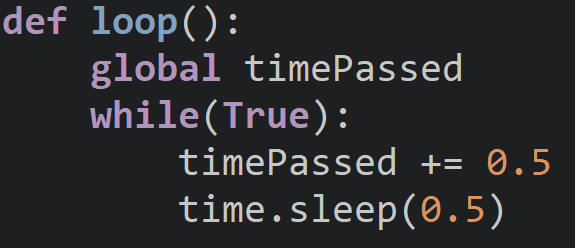 def loop():
    global timePassed
    while(True):
        timePassed += 0.5
        time.sleep(0.5)